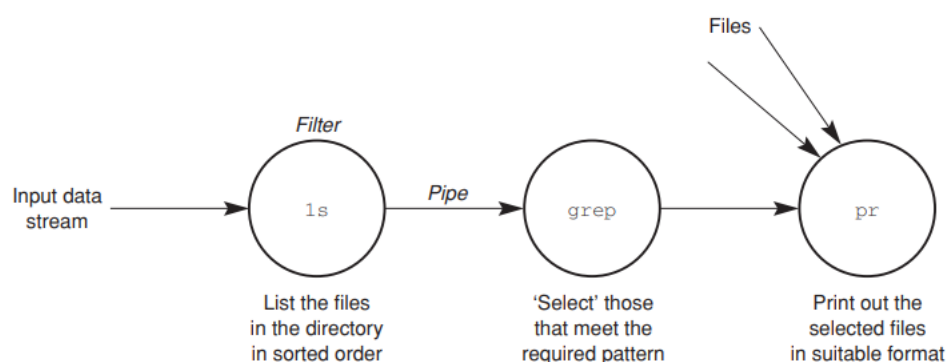 Files
Filter
Input data
stream
Pipe
1s
grep
pr
List the files
in the directory
in sorted order
'Select' those
that meet the
required pattern
Print out the
selected files
in suitable format